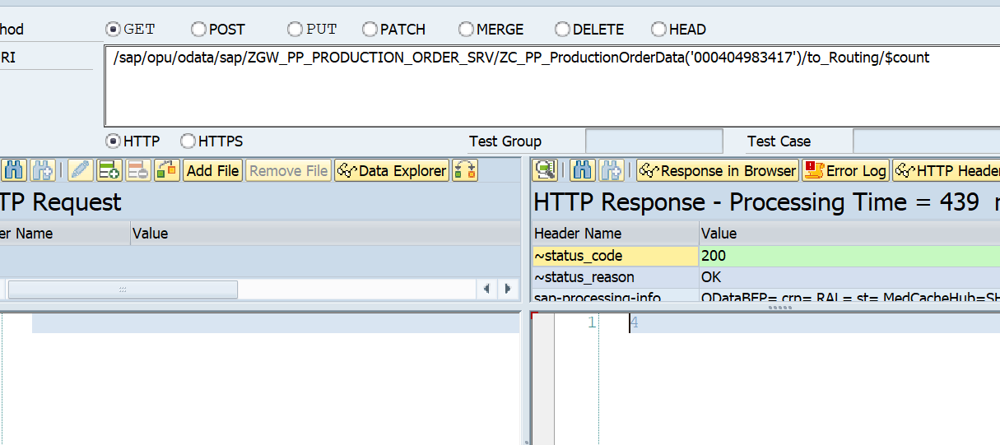 hod GET POST PUT PATCH MERGE DELETE HEAD
RI /sap/opu/odata/sap/ZGW_PP_PRODUCTION_ORDER_SRV/ZC_PP_ProductionOrderData('000404983417')/to_Routing/$count
HTTP HTTPS Test Group Test Case
Add File Remove File Data Explorer
TP Request
er Name Value
Response in Browser Error Log HTTP Header
HTTP Response - Processing Time = 439
Header Name Value
~status_code 200
~status_reason OK
sap-processing-info ODataBEP= crp= RAL= st= MedCacheHub=SH
1 4